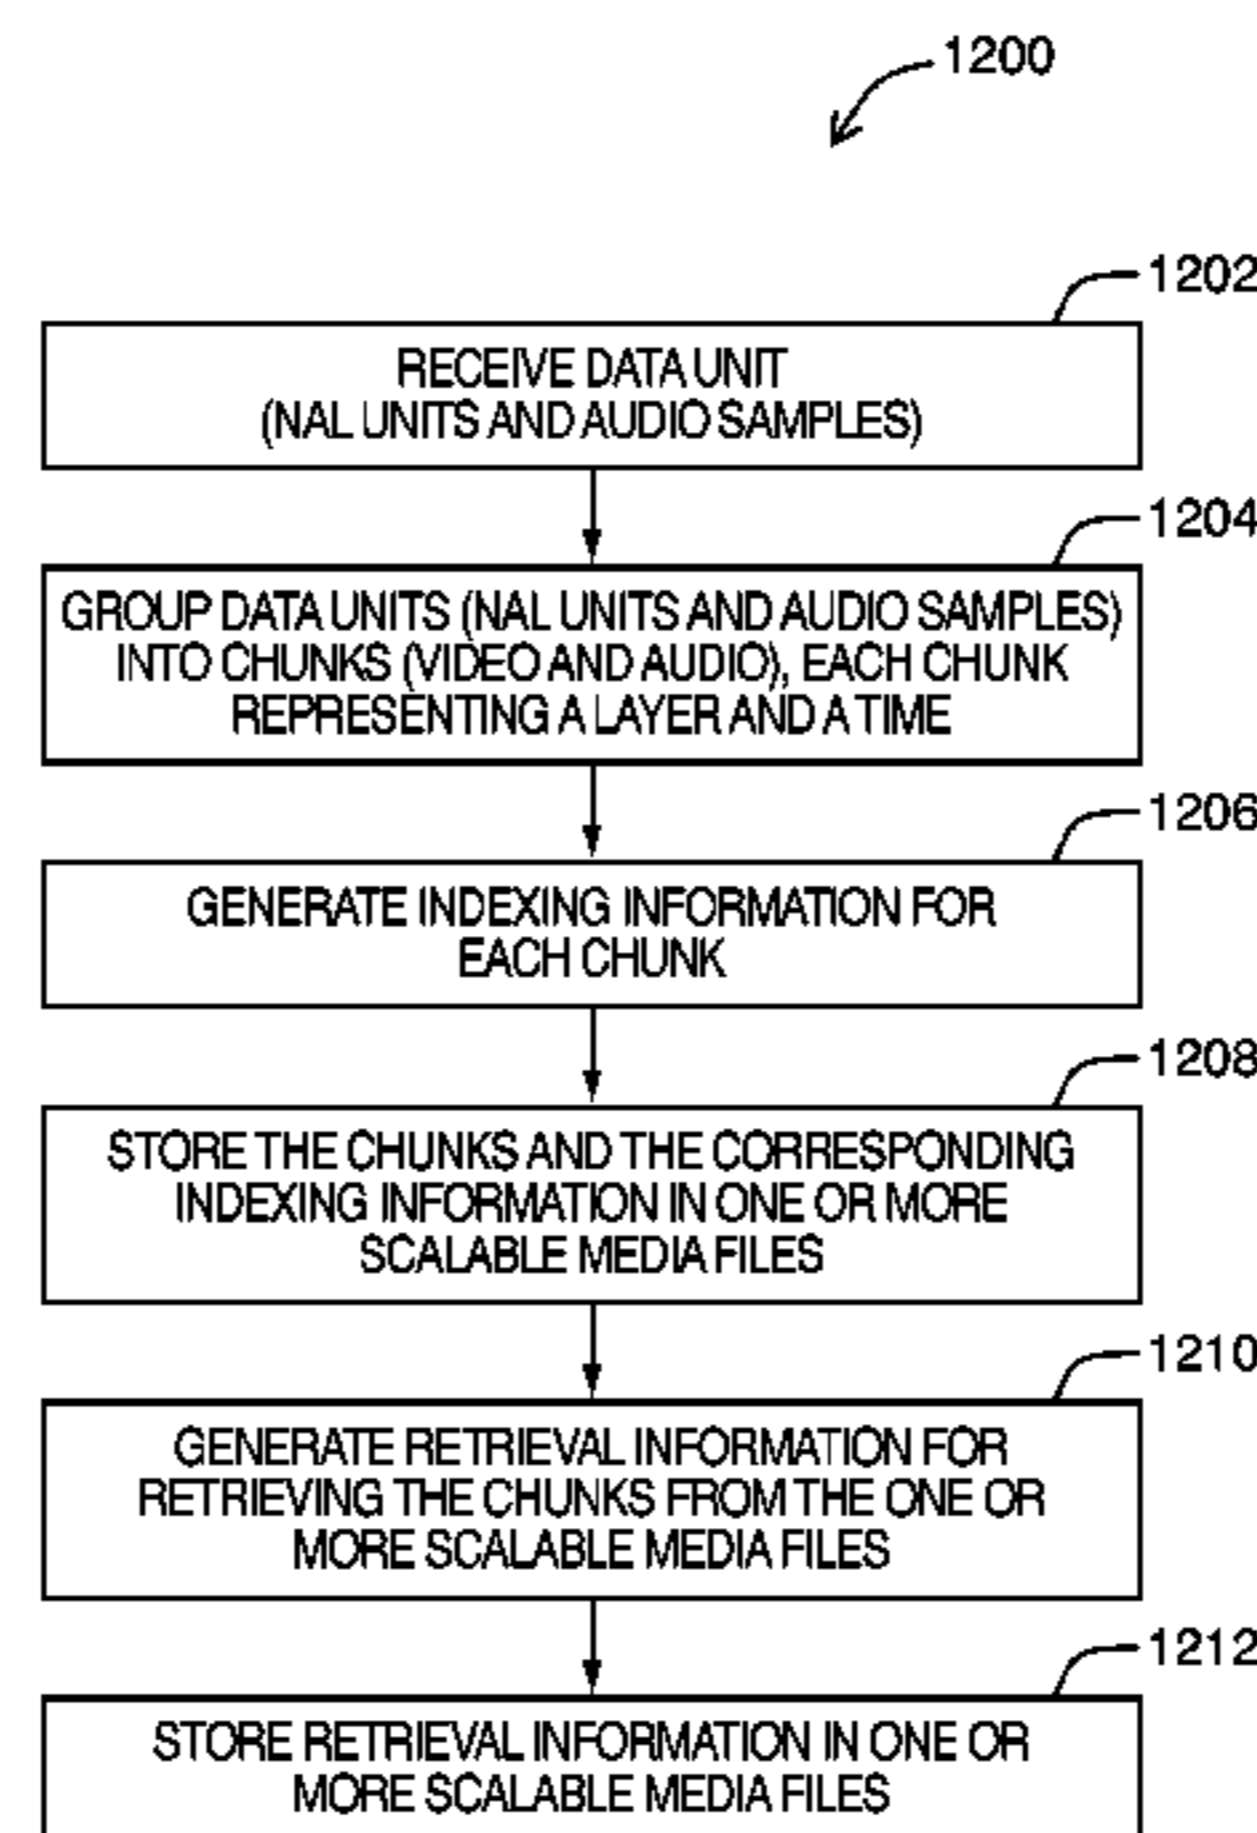 1200
1202
RECEIVE DATA UNIT
(NAL UNITS AND AUDIO SAMPLES)
1204
GROUP DATA UNITS (NAL UNITS AND AUDIO SAMPLES)
INTO CHUNKS (VIDEO AND AUDIO), EACH CHUNK
REPRESENTING A LAYER AND A TIME
1206
GENERATE INDEXING INFORMATION FOR
EACH CHUNK
1208
STORE THE CHUNKS AND THE CORRESPONDING
INDEXING INFORMATION IN ONE OR MORE
SCALABLE MEDIA FILES
1210
GENERATE RETRIEVAL INFORMATION FOR
RETRIEVING THE CHUNKS FROM THE ONE OR
MORE SCALABLE MEDIA FILES
1212
STORE RETRIEVAL INFORMATION IN ONE OR
MORE SCALABLE MEDIA FILES